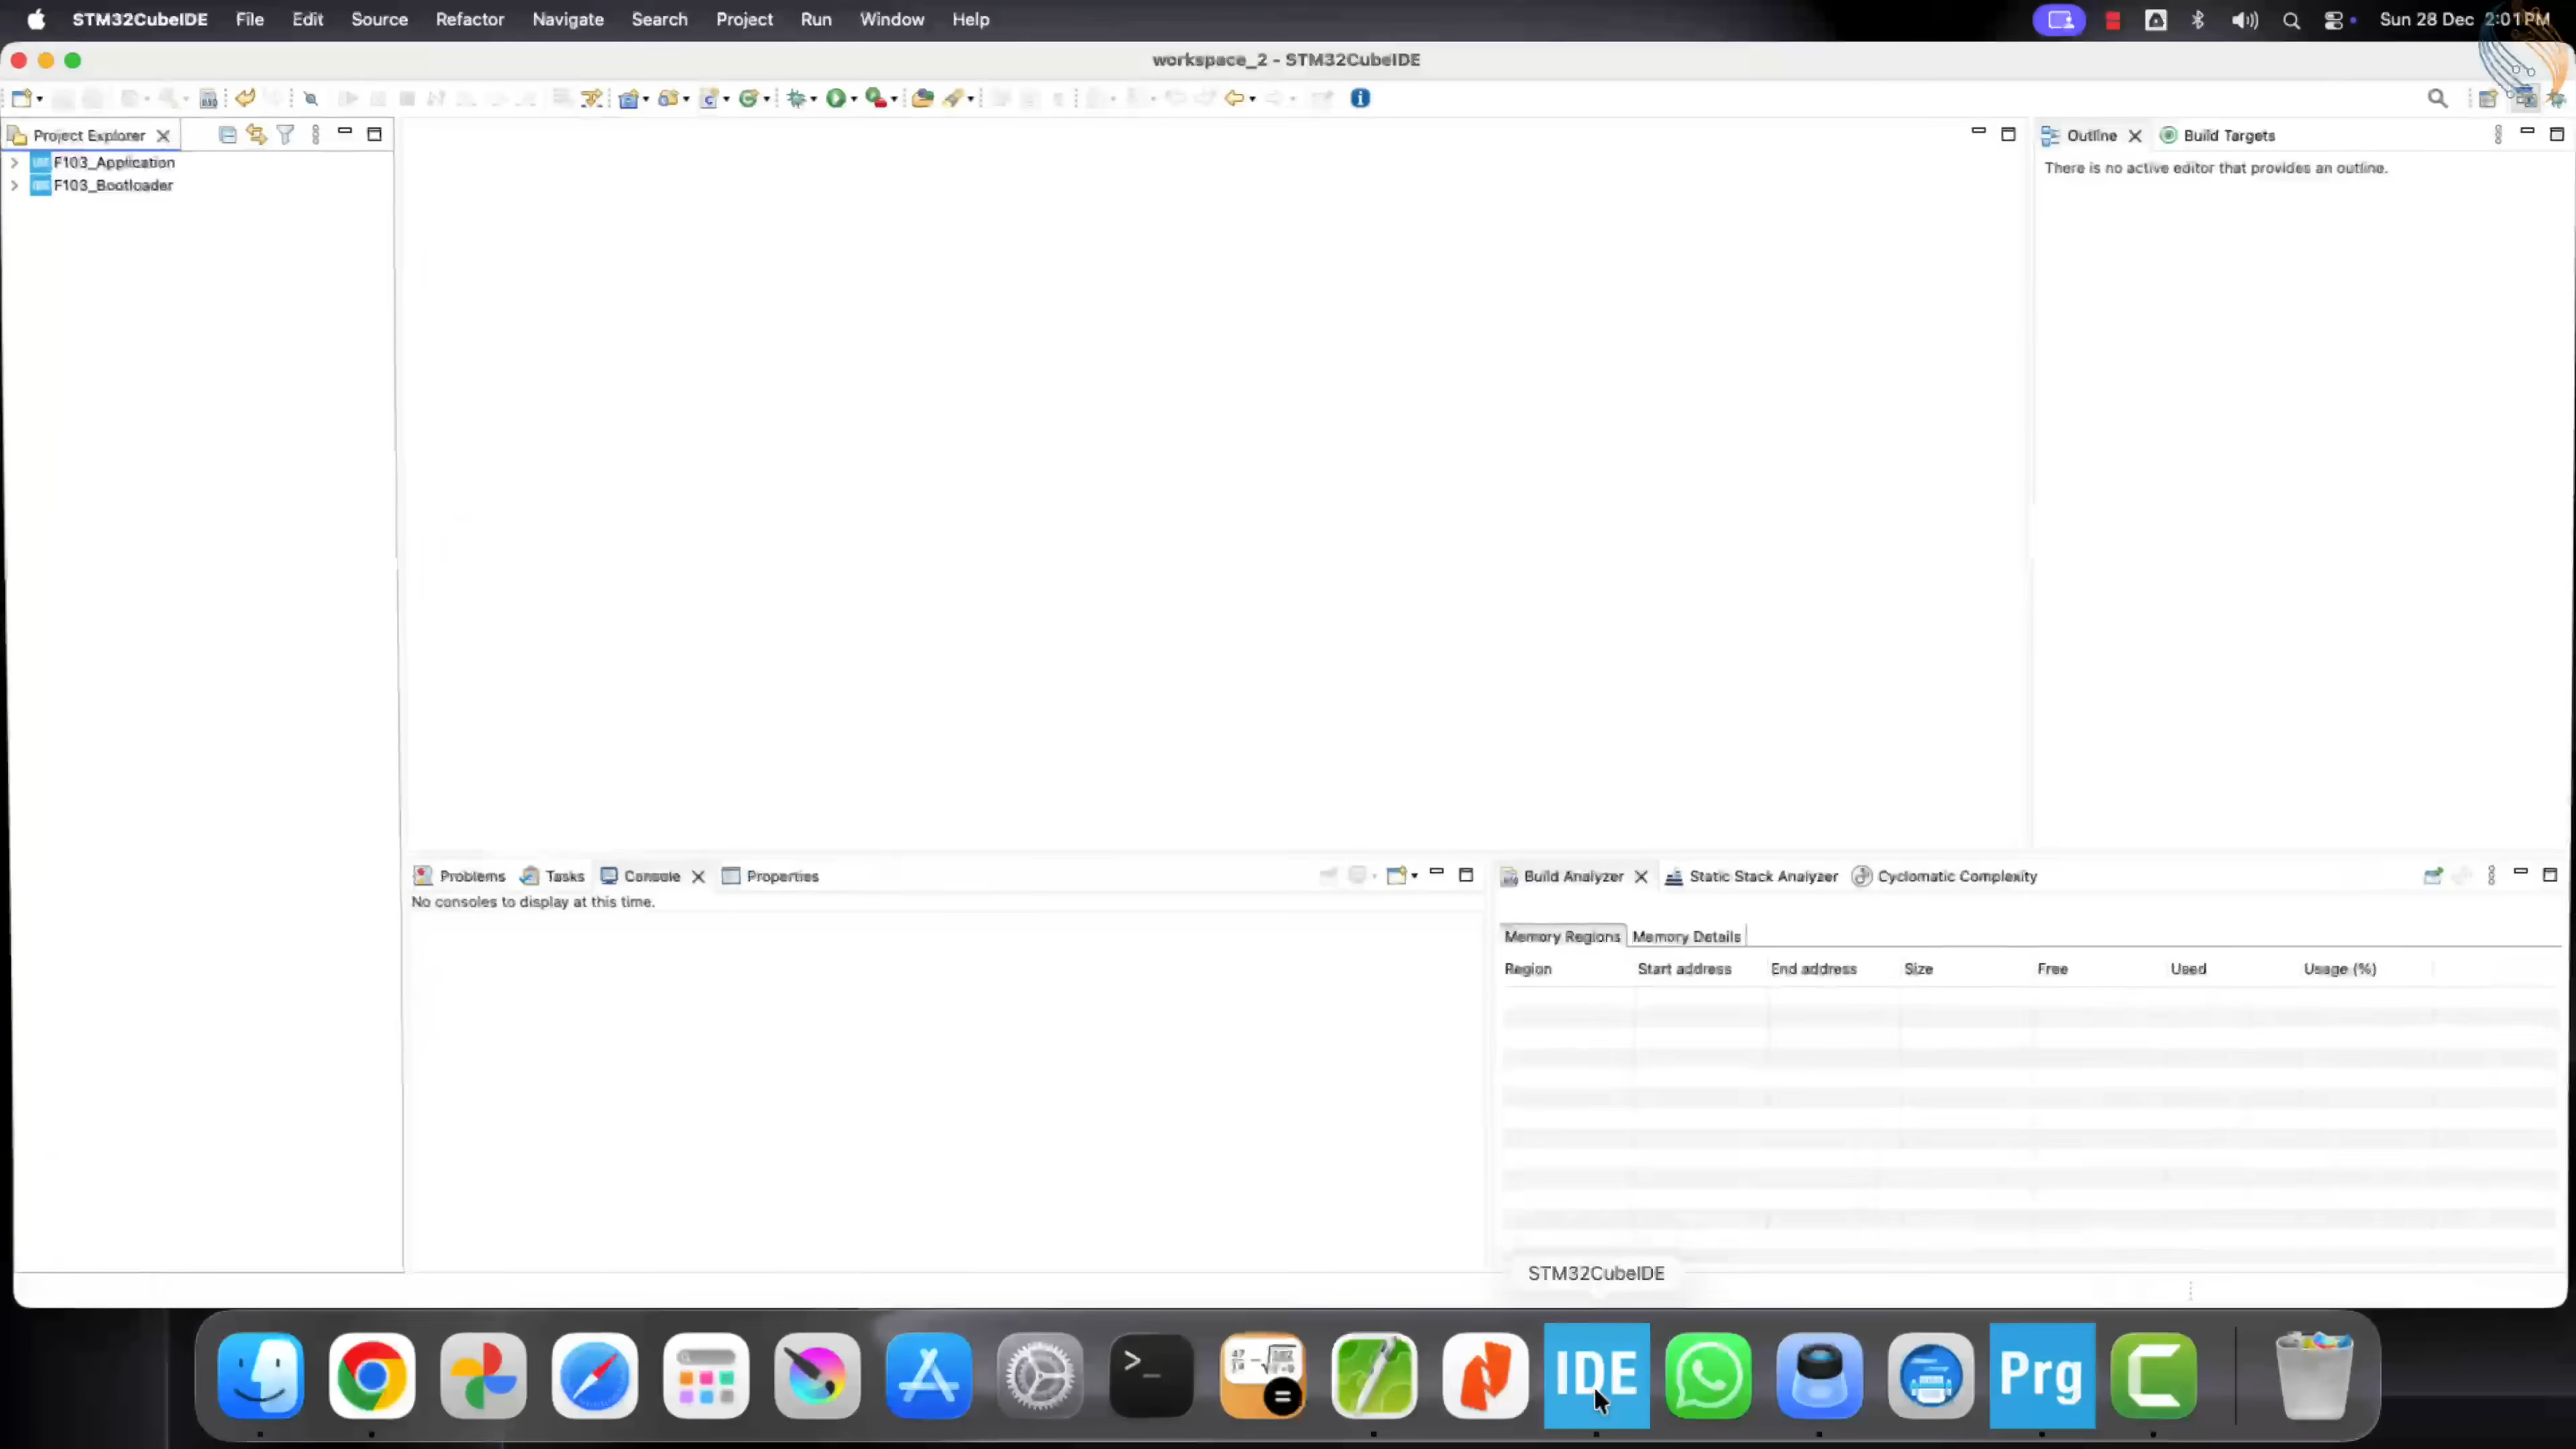 STM32CubeIDE File Edit Source Refactor Navigate Search Project Run Window Help Sun 28 Dec 2:01 PM
workspace_2 - STM32CubeIDE
Project Explorer
Outline Build Targets
F103_Application
There is no active editor that provides an outline.
F103_Bootloader
Problems Tasks Console Properties
Build Analyzer Static Stack Analyzer Cyclomatic Complexity
No consoles to display at this time.
Memory Regions Memory Details
Region Start address End address Size Free Used Usage (%)
STM32CubeIDE
IDE
Prg